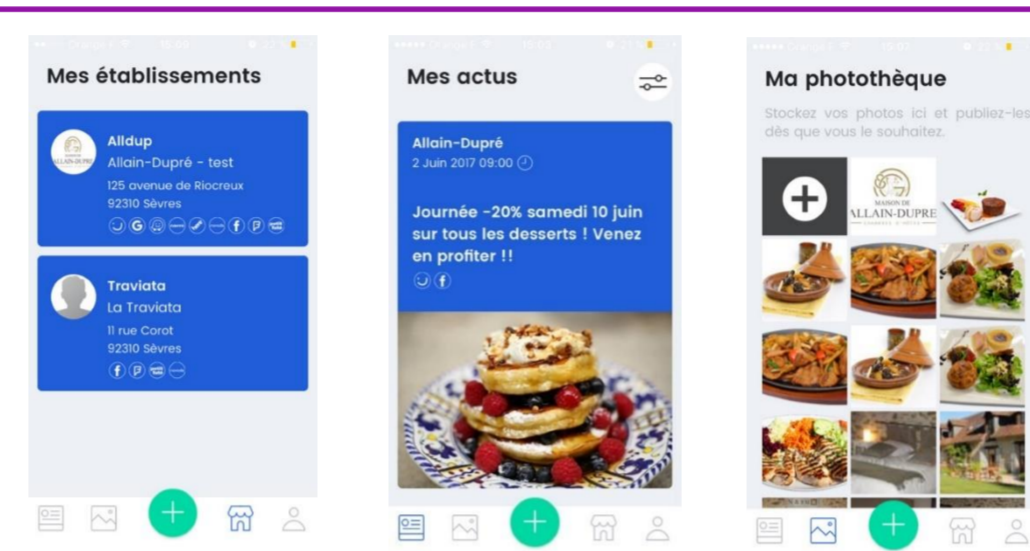 Mes établissements
Alldup
Allain-Dupré - test
125 avenue de Riocreux
92310 Sèvres
Traviata
La Traviata
11 rue Corot
92310 Sèvres
Mes actus
Allain-Dupré
2 Juin 2017 09:00
Journée -20% samedi 10 juin
sur tous les desserts ! Venez
en profiter !!
Ma photothèque
Stockez vos photos ici et publiez-les
dès que vous le souhaitez.
MAISON DE
ALLAIN-DUPRE